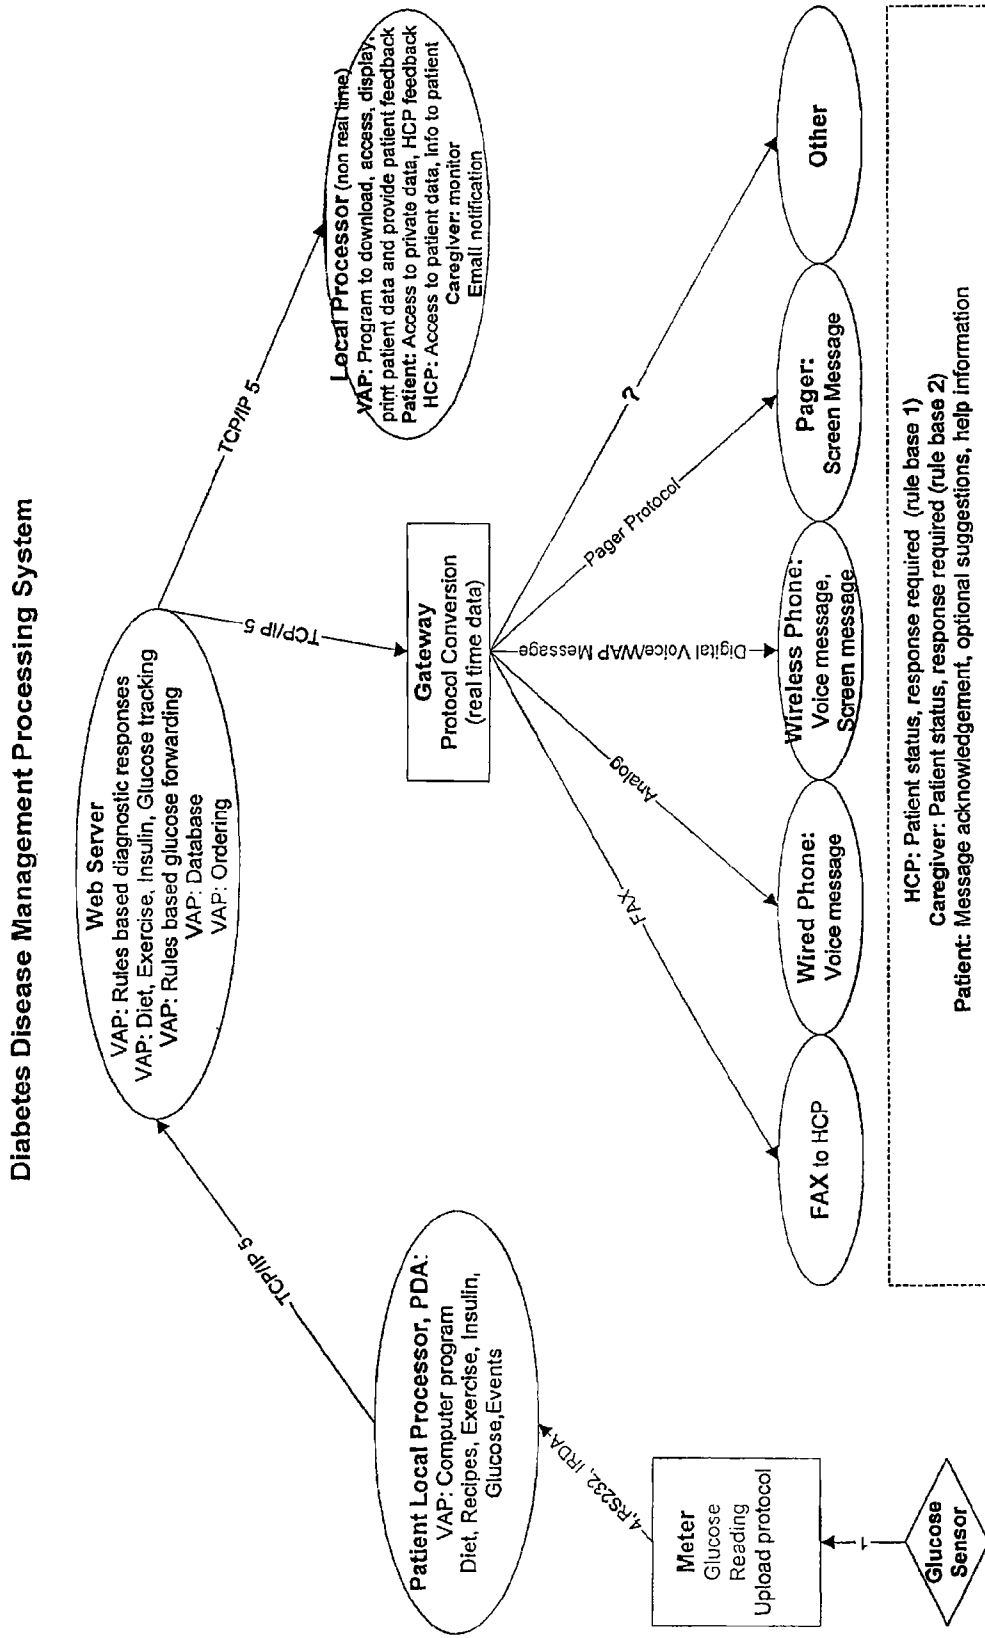 Diabetes Disease Management Processing System
Web Server
VAP: Rules based diagnostic responses
VAP: Diet, Exercise, Insulin, Glucose tracking
VAP: Rules based glucose forwarding
VAP: Database
VAP: Ordering
TCP/IP 5
TCP/IP 5
TCP/IP 5
Patient Local Processor, PDA:
VAP: Computer program
Diet, Recipes, Exercise, Insulin,
Glucose,Events
Local Processor (non real time)
VAP: Program to download, access, display,
print patient data and provide patient feedback
Patient: Access to private data, HCP feedback
HCP: Access to patient data, info to patient
Caregiver: monitor
Email notification
Gateway
Protocol Conversion
(real time data)
4,RS232, IRDA
Meter
Glucose
Reading
Upload protocol
1
Glucose
Sensor
FAX
Analog
Digital Voice/WAP Message
Pager Protocol
?
FAX to HCP
Wired Phone:
Voice message
Wireless Phone:
Voice message,
Screen message
Pager:
Screen Message
Other
HCP: Patient status, response required (rule base 1)
Caregiver: Patient status, response required (rule base 2)
Patient: Message acknowledgement, optional suggestions, help information